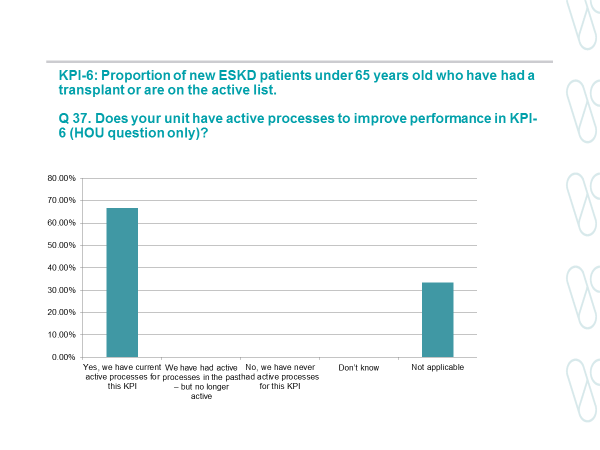 KPI-6: Proportion of new ESKD patients under 65 years old who have had a
transplant or are on the active list.
Q 37. Does your unit have active processes to improve performance in KPI-
6 (HOU question only)?
80.00%
70.00%
60.00%
50.00%
40.00%
30.00%
20.00%
10.00%
0.00%
Yes, we have current
active processes for
this KPI
We have had active
processes in the past
– but no longer
active
No, we have never
had active processes
for this KPI
Don't know
Not applicable